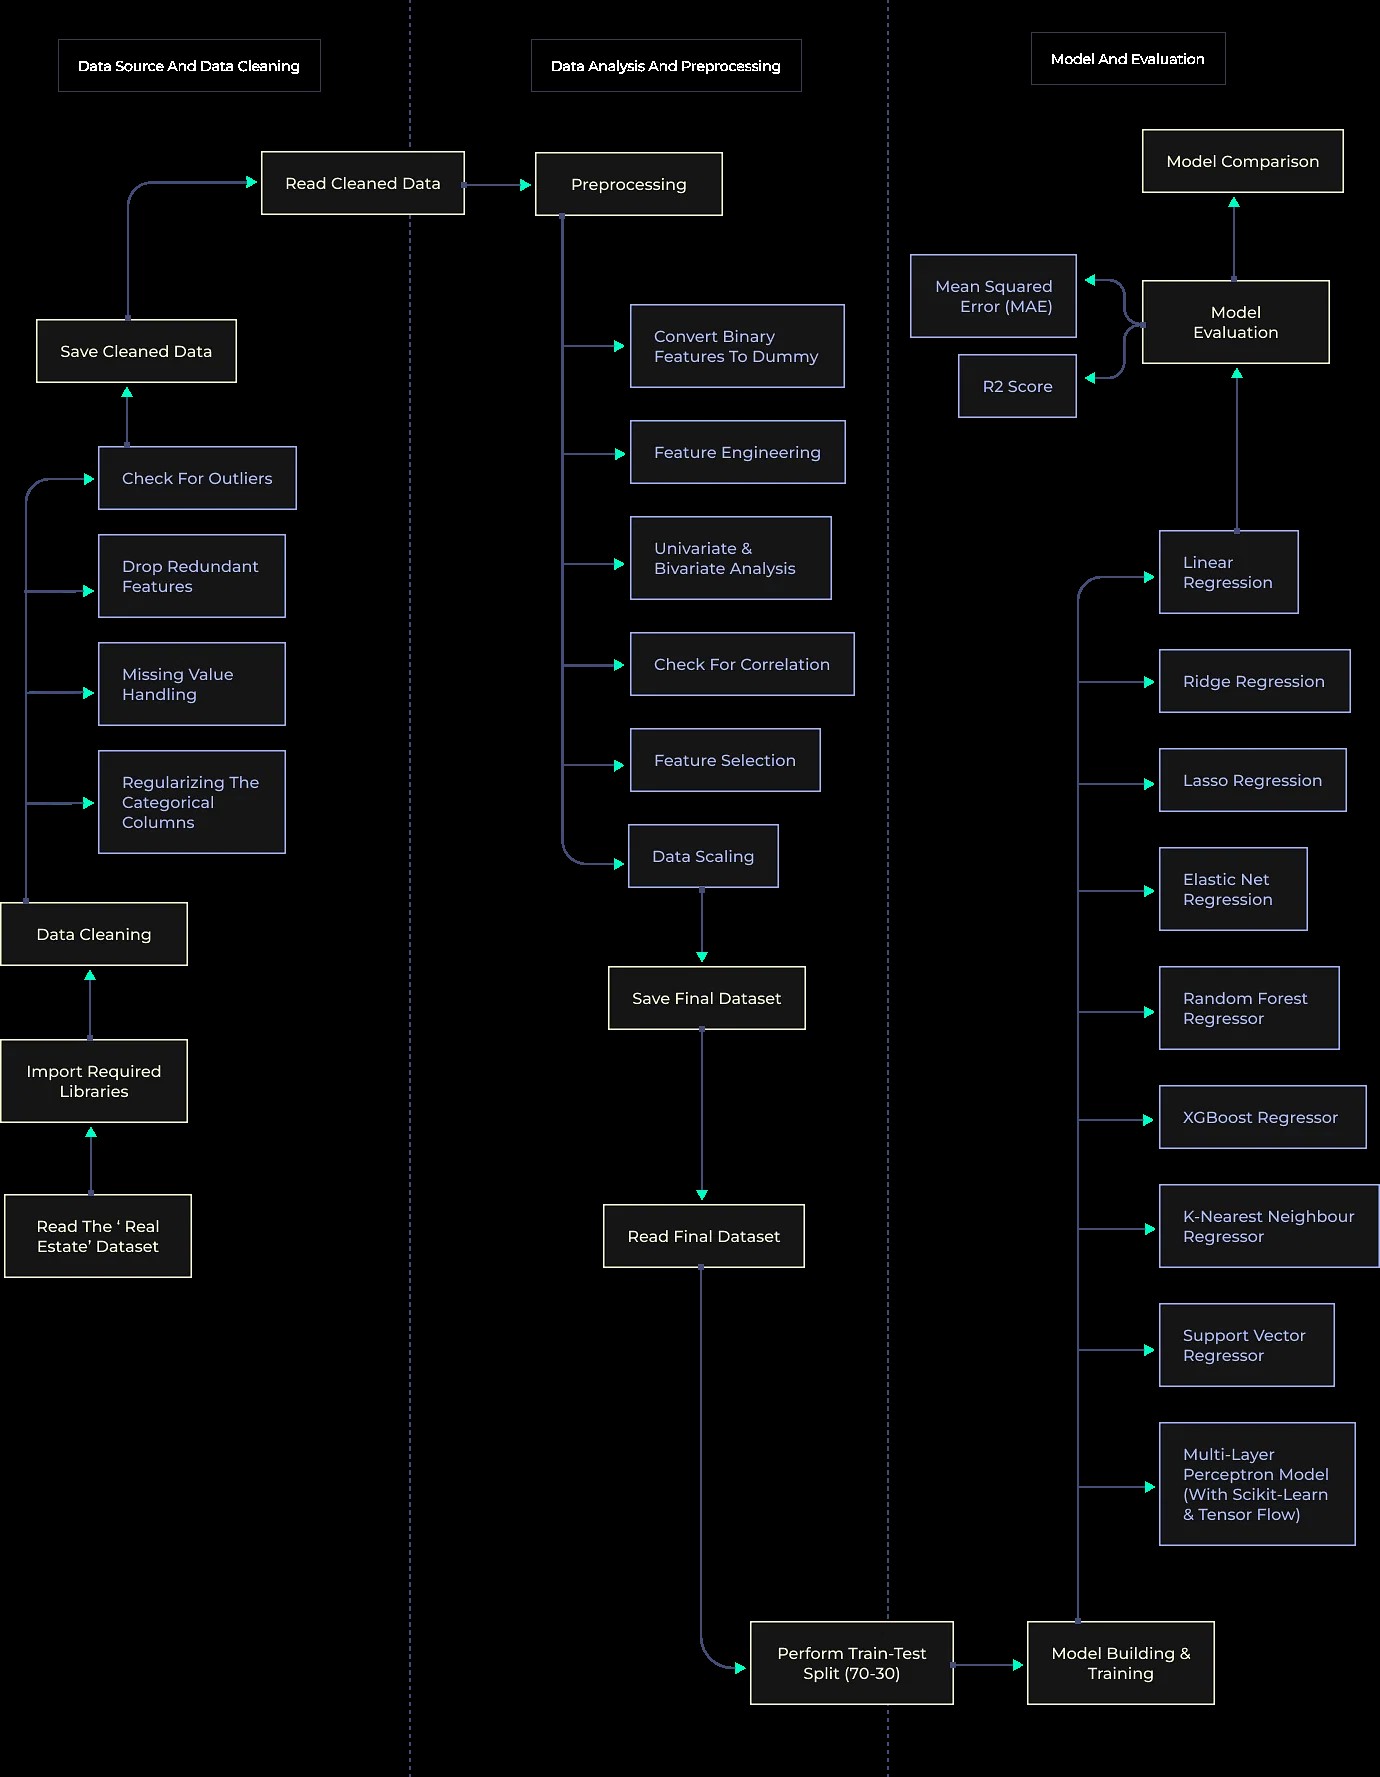 Data Source And Data Cleaning
Read Cleaned Data
Save Cleaned Data
Check For Outliers
Drop Redundant
Features
Missing Value
Handling
Regularizing The
Categorical
Columns
Data Cleaning
Import Required
Libraries
Read The ‘ Real
Estate’ Dataset
Data Analysis And Preprocessing
Preprocessing
Convert Binary
Features To Dummy
Feature Engineering
Univariate &
Bivariate Analysis
Check For Correlation
Feature Selection
Data Scaling
Save Final Dataset
Read Final Dataset
Perform Train-Test
Split (70-30)
Model And Evaluation
Model Comparison
Mean Squared
Error (MAE)
Model
Evaluation
R2 Score
Linear
Regression
Ridge Regression
Lasso Regression
Elastic Net
Regression
Random Forest
Regressor
XGBoost Regressor
K-Nearest Neighbour
Regressor
Support Vector
Regressor
Multi-Layer
Perceptron Model
(With Scikit-Learn
& Tensor Flow)
Model Building &
Training